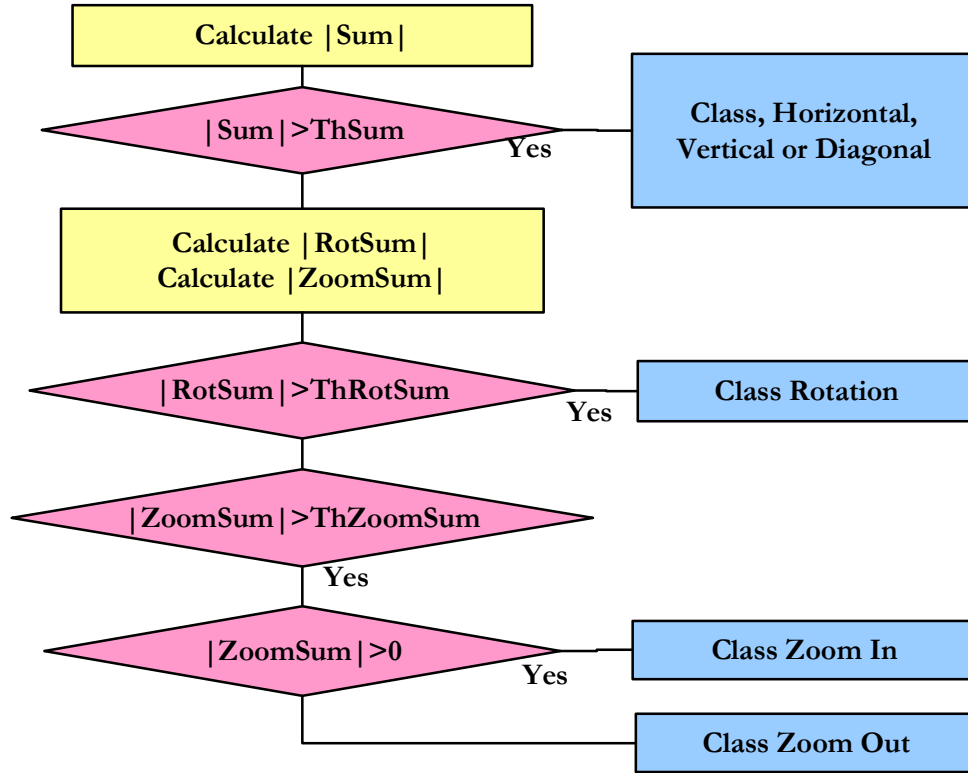 Calculate |Sum|
|Sum|>ThSum
Yes
Class, Horizontal,
Vertical or Diagonal
Calculate |RotSum|
Calculate |ZoomSum|
|RotSum|>ThRotSum
Yes
Class Rotation
|ZoomSum|>ThZoomSum
Yes
|ZoomSum|>0
Yes
Class Zoom In
Class Zoom Out